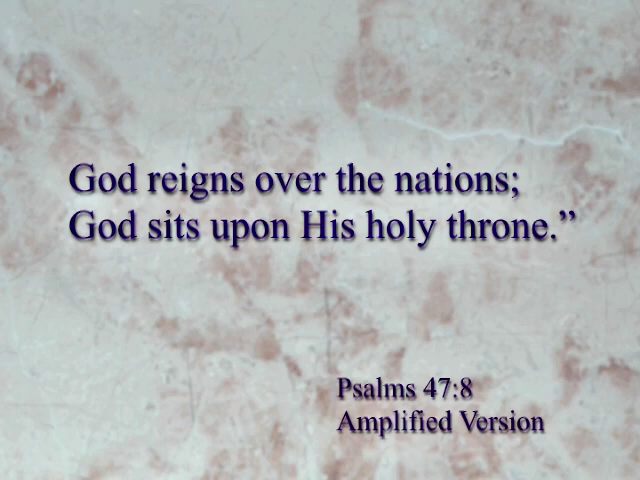 God reigns over the nations;
God sits upon His holy throne.”
Psalms 47:8
Amplified Version